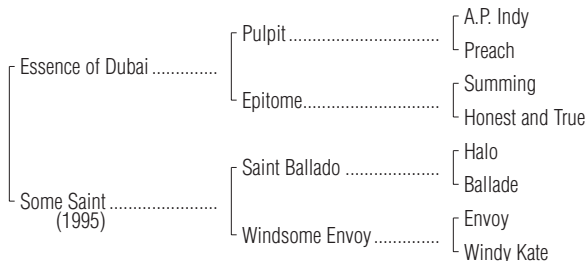 Essence of Dubai .............
Pulpit ..............................
A.P. Indy
Preach
Epitome...........................
Summing
Honest and True
Some Saint .....................
(1995)
Saint Ballado ...................
Halo
Ballade
Windsome Envoy.............
Envoy
Windy Kate